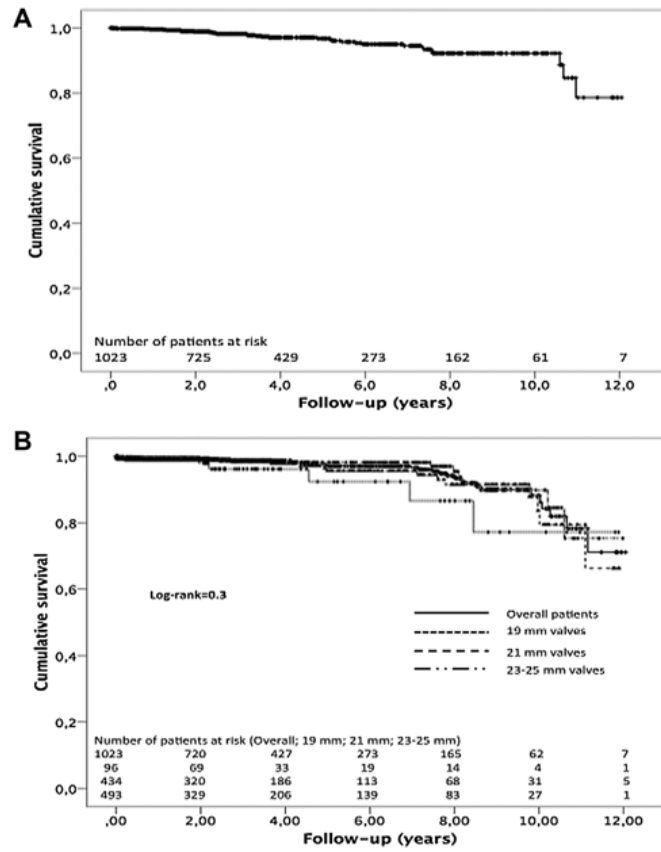 A
1,0
0,8
0,6
0,4
0,2
0,0
Cumulative survival
Number of patients at risk
1023 725 429 273 162 61 7
,0 2,0 4,0 6,0 8,0 10,0 12,0
Follow-up (years)
B
1,0
0,8
0,6
0,4
0,2
0,0
Cumulative survival
Log-rank=0.3
Overall patients
19 mm valves
21 mm valves
23-25 mm valves
Number of patients at risk (Overall; 19 mm; 21 mm; 23-25 mm)
1023 720 427 273 165 62 7
96 69 33 19 14 4 1
434 320 186 113 68 31 5
493 329 206 139 83 27 1
,00 2,00 4,00 6,00 8,00 10,00 12,00
Follow-up (years)